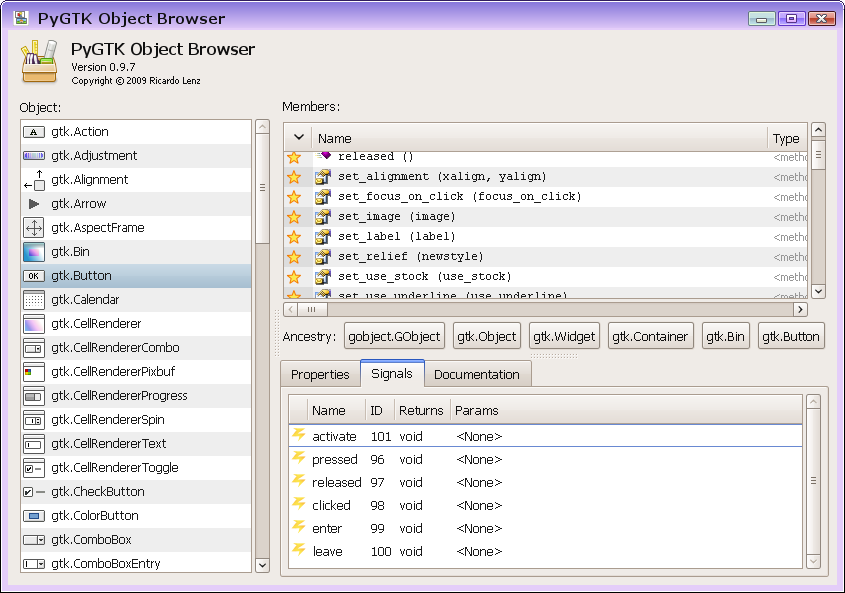 PyGTK Object Browser
PyGTK Object Browser
Version 0.9.7
Copyright © 2009 Ricardo Lenz
Object:
A gtk.Action
gtk.Adjustment
gtk.Alignment
gtk.Arrow
gtk.AspectFrame
gtk.Bin
OK gtk.Button
gtk.Calendar
gtk.CellRenderer
gtk.CellRendererCombo
gtk.CellRendererPixbuf
gtk.CellRendererProgress
gtk.CellRendererSpin
gtk.CellRendererText
gtk.CellRendererToggle
gtk.CheckButton
gtk.ColorButton
gtk.ComboBox
gtk.ComboBoxEntry
Members:
Name Type
released () <metho
set_alignment (xalign, yalign) <metho
set_focus_on_click (focus_on_click) <metho
set_image (image) <metho
set_label (label) <metho
set_relief (newstyle) <metho
set_use_stock (use_stock) <metho
set_use_underline (use_underline) <metho
Ancestry: gobject.GObject gtk.Object gtk.Widget gtk.Container gtk.Bin gtk.Button
Properties Signals Documentation
Name ID Returns Params
activate 101 void <None>
pressed 96 void <None>
released 97 void <None>
clicked 98 void <None>
enter 99 void <None>
leave 100 void <None>